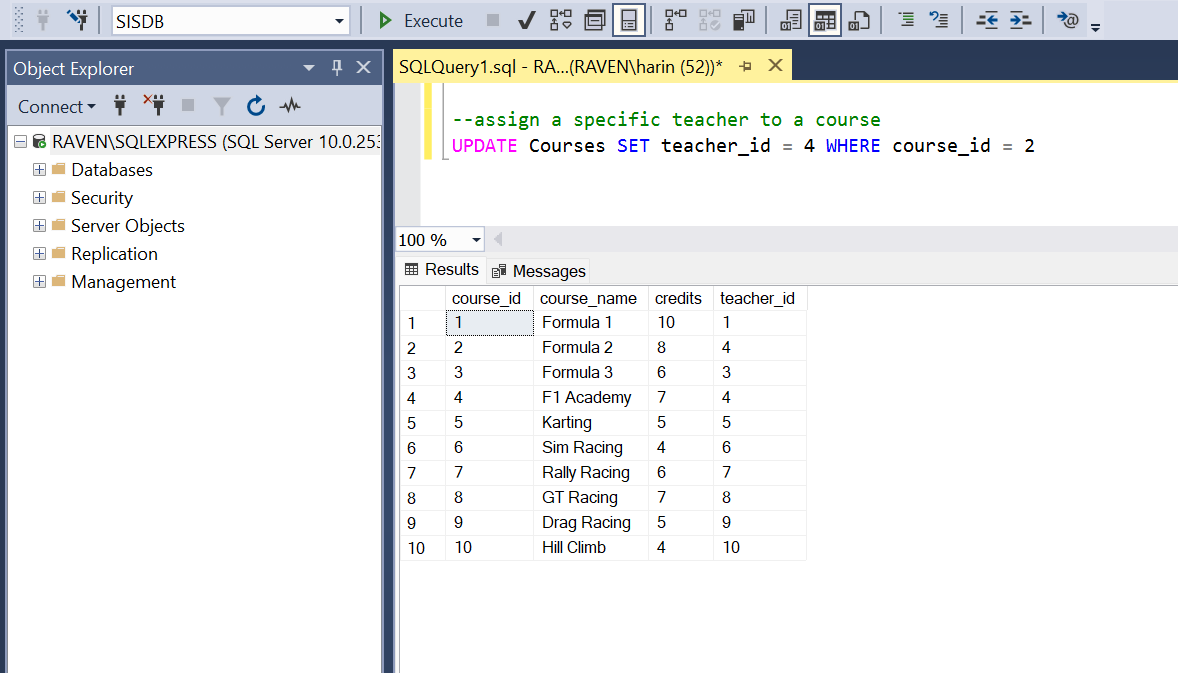 SISDB
Execute
Object Explorer
Connect
RAVEN\SQLEXPRESS (SQL Server 10.0.253
Databases
Security
Server Objects
Replication
Management
SQLQuery1.sql - RA...(RAVEN\harin (52))*
--assign a specific teacher to a course
UPDATE Courses SET teacher_id = 4 WHERE course_id = 2
100 %
Results Messages
course_id course_name credits teacher_id
1 1 Formula 1 10 1
2 2 Formula 2 8 4
3 3 Formula 3 6 3
4 4 F1 Academy 7 4
5 5 Karting 5 5
6 6 Sim Racing 4 6
7 7 Rally Racing 6 7
8 8 GT Racing 7 8
9 9 Drag Racing 5 9
10 10 Hill Climb 4 10